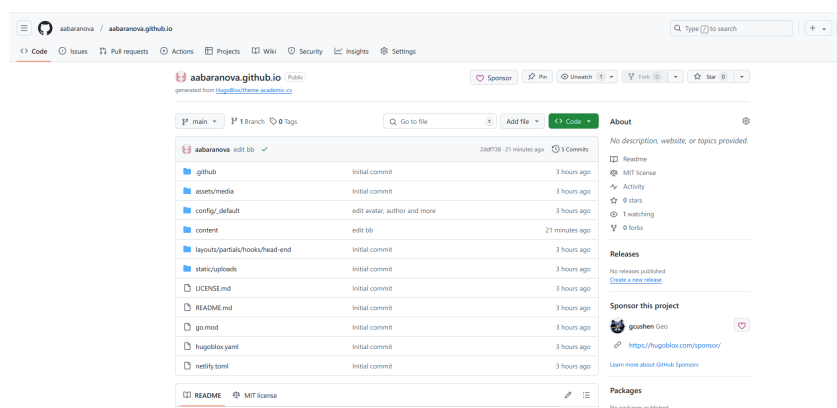 aabaranova / aabaranova.github.io
Type / to search
Code Issues Pull requests Actions Projects Wiki Security Insights Settings
aabaranova.github.io Public
generated from HugoBlox/theme-academic-cv
Sponsor Pin Unwatch 1 Fork 0 Star 0
main 1 Branch 0 Tags
Go to file t Add file Code
aabaranova edit bb 2ddf738 · 21 minutes ago 5 Commits
.github Initial commit 3 hours ago
assets/media Initial commit 3 hours ago
config/_default edit avatar, author and more 3 hours ago
content edit bb 21 minutes ago
layouts/partials/hooks/head-end Initial commit 3 hours ago
static/uploads Initial commit 3 hours ago
LICENSE.md Initial commit 3 hours ago
README.md Initial commit 3 hours ago
go.mod Initial commit 3 hours ago
hugoblox.yaml Initial commit 3 hours ago
netlify.toml Initial commit 3 hours ago
README MIT license
About
No description, website, or topics provided.
Readme
MIT license
Activity
0 stars
1 watching
0 forks
Releases
No releases published
Create a new release
Sponsor this project
gcushen Geo
https://hugoblox.com/sponsor/
Learn more about GitHub Sponsors
Packages
No packages published